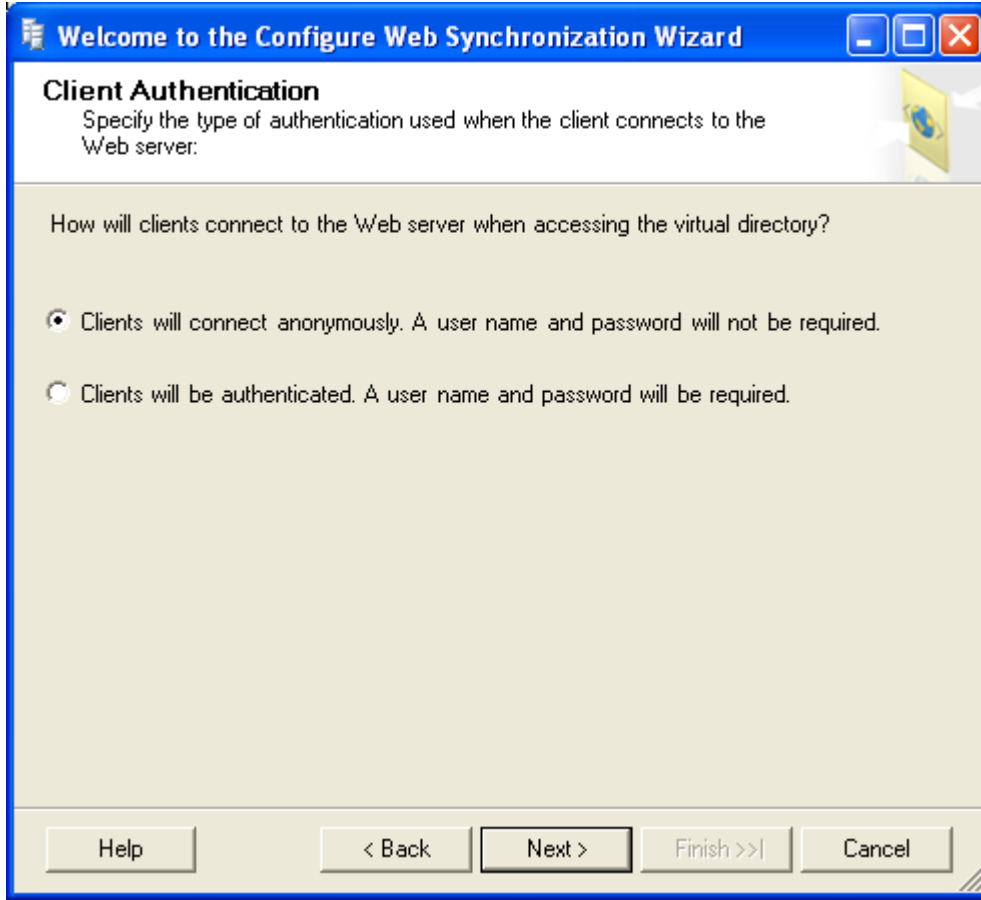 Welcome to the Configure Web Synchronization Wizard
Client Authentication
Specify the type of authentication used when the client connects to the
Web server:
How will clients connect to the Web server when accessing the virtual directory?
Clients will connect anonymously. A user name and password will not be required.
Clients will be authenticated. A user name and password will be required.
Help
< Back
Next >
Finish >>|
Cancel